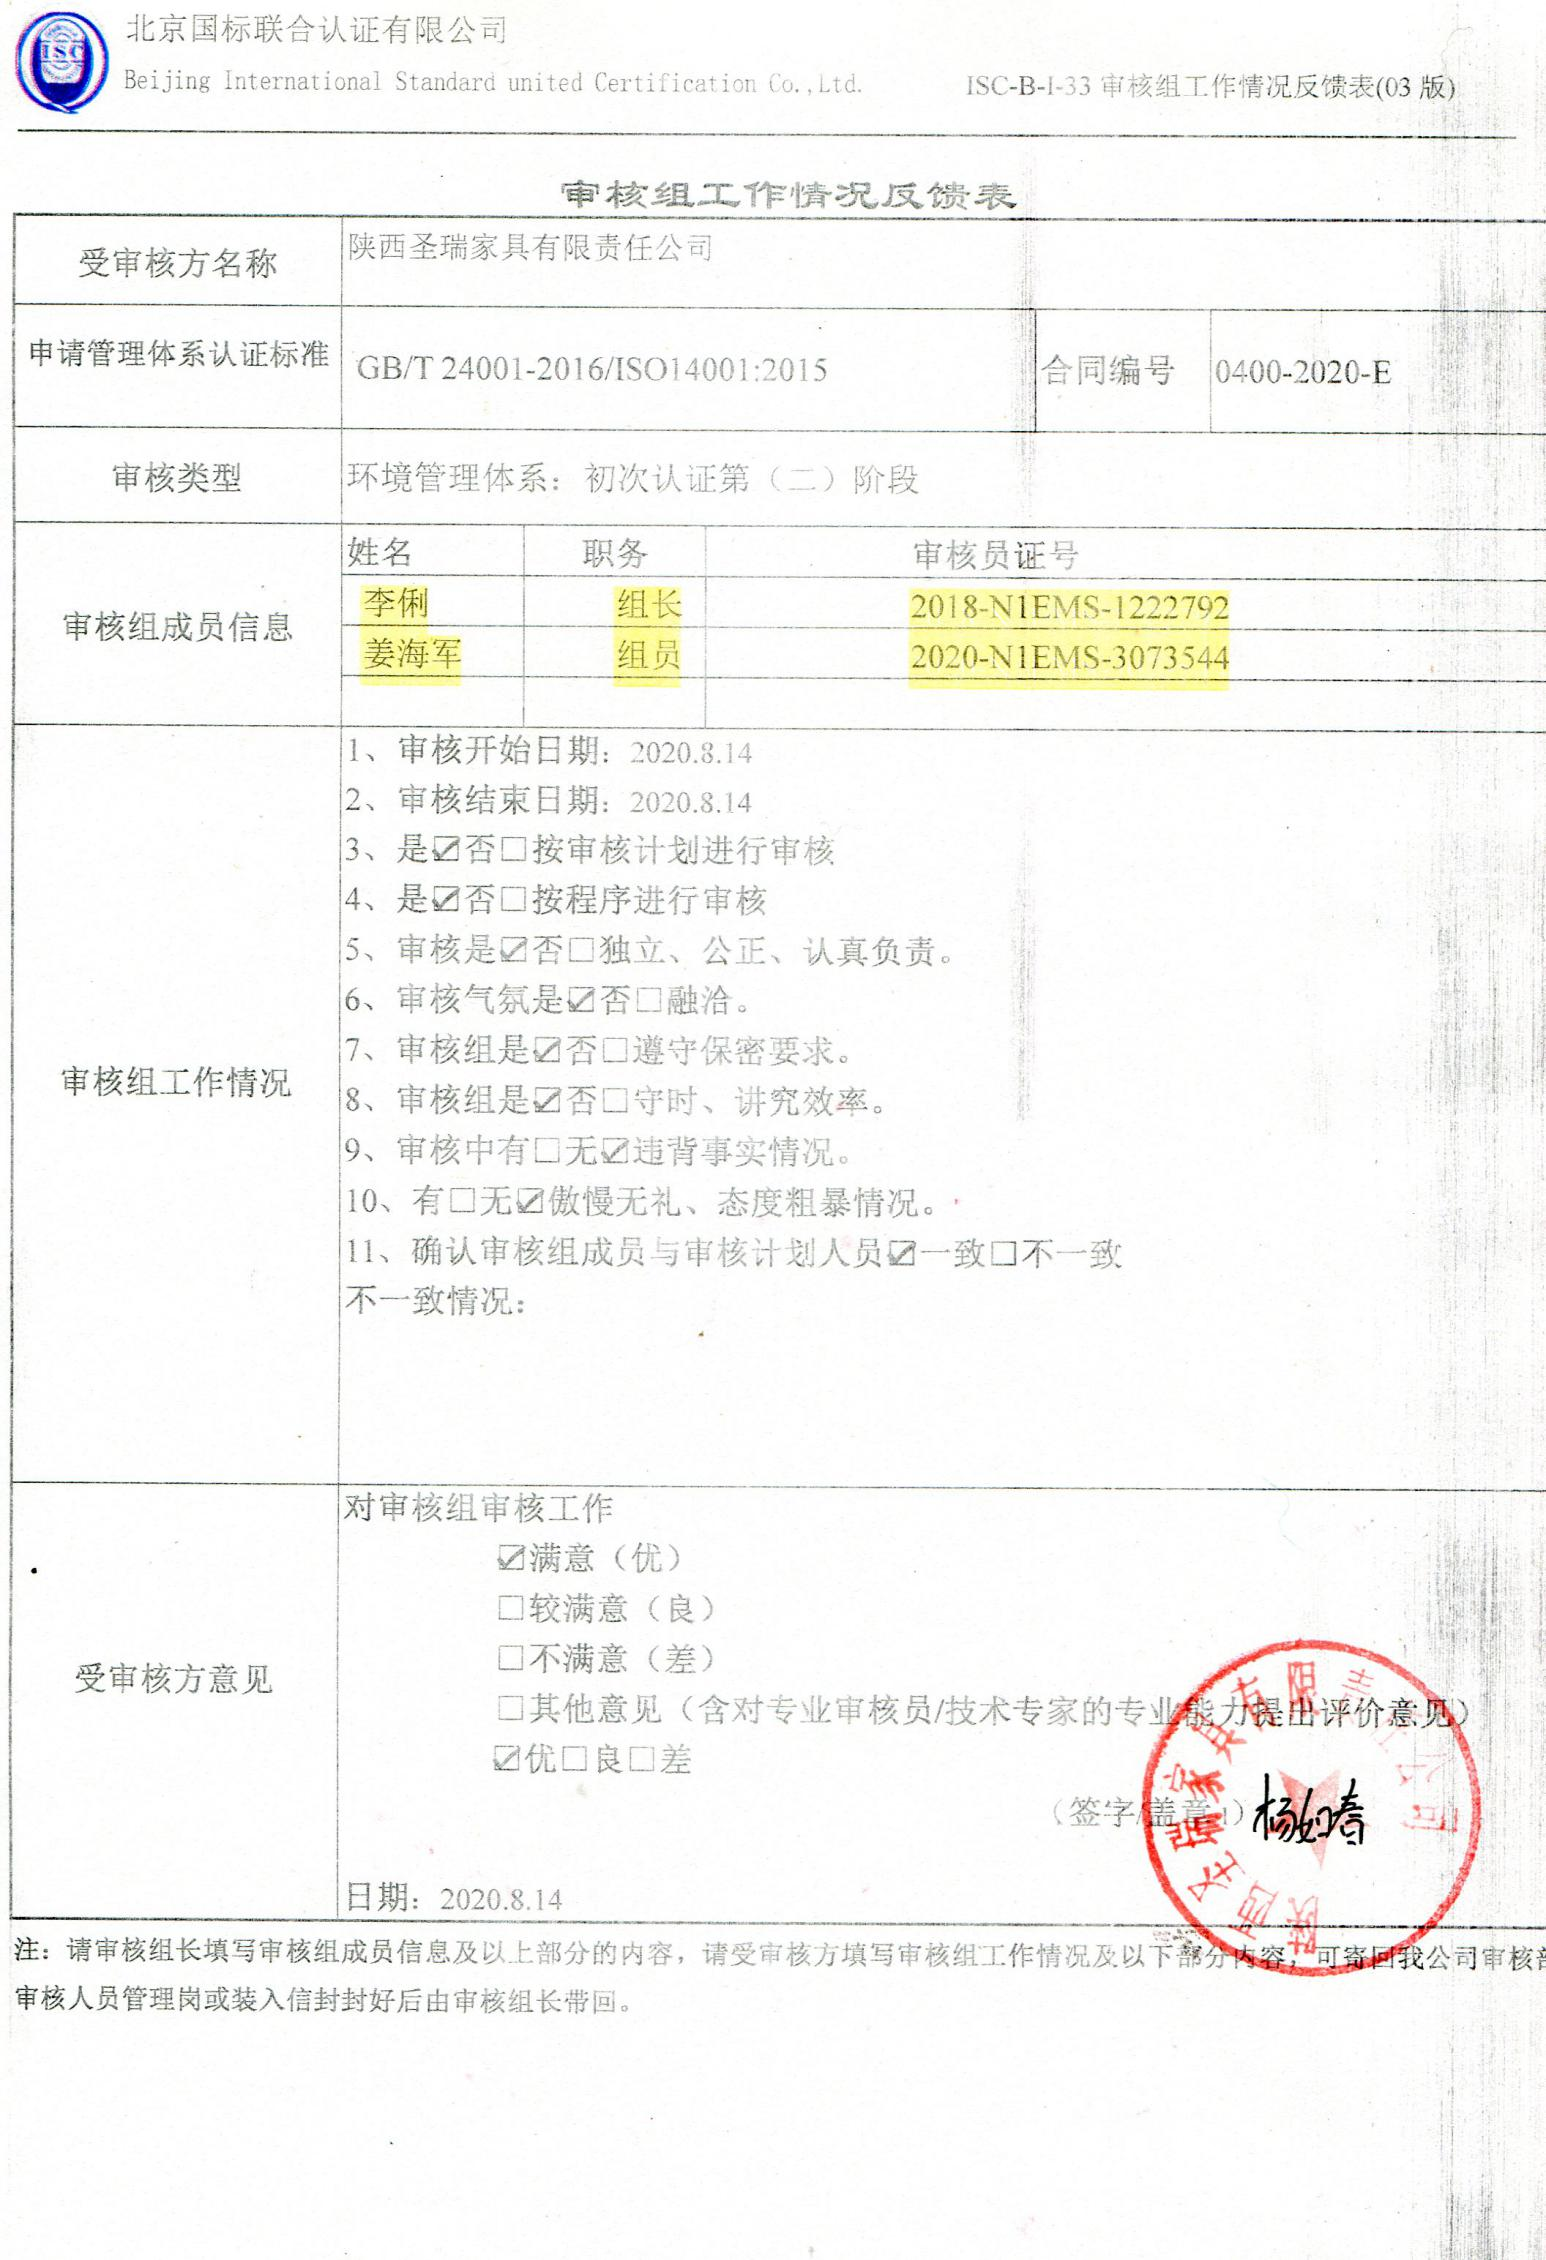 ISC
北京国标联合认证有限公司
Beijing International Standard united Certification Co.,Ltd.
ISC-B-I-33 审核组工作情况反馈表(03 版)
审核组工作情况反馈表
受审核方名称 陕西圣瑞家具有限责任公司
申请管理体系认证标准 GB/T 24001-2016/ISO14001:2015 合同编号 0400-2020-E
审核类型 环境管理体系：初次认证第（二）阶段
审核组成员信息
姓名 职务 审核员证号
李俐 组长 2018-N1EMS-1222792
姜海军 组员 2020-N1EMS-3073544
审核组工作情况
1、审核开始日期：2020.8.14
2、审核结束日期：2020.8.14
3、是☑否□按审核计划进行审核
4、是☑否□按程序进行审核
5、审核是☑否□独立、公正、认真负责。
6、审核气氛是☑否□融洽。
7、审核组是☑否□遵守保密要求。
8、审核组是☑否□守时、讲究效率。
9、审核中有□无☑违背事实情况。
10、有□无☑傲慢无礼、态度粗暴情况。
11、确认审核组成员与审核计划人员☑一致□不一致
不一致情况：
受审核方意见
对审核组审核工作
☑满意（优）
□较满意（良）
□不满意（差）
□其他意见（含对专业审核员/技术专家的专业能力提出评价意见）
☑优□良□差
（签字/盖章）杨如春
陕西圣瑞家具有限责任公司
日期：2020.8.14
注：请审核组长填写审核组成员信息及以上部分的内容，请受审核方填写审核组工作情况及以下部分内容，可寄回我公司审核部
审核人员管理岗或装入信封封好后由审核组长带回。